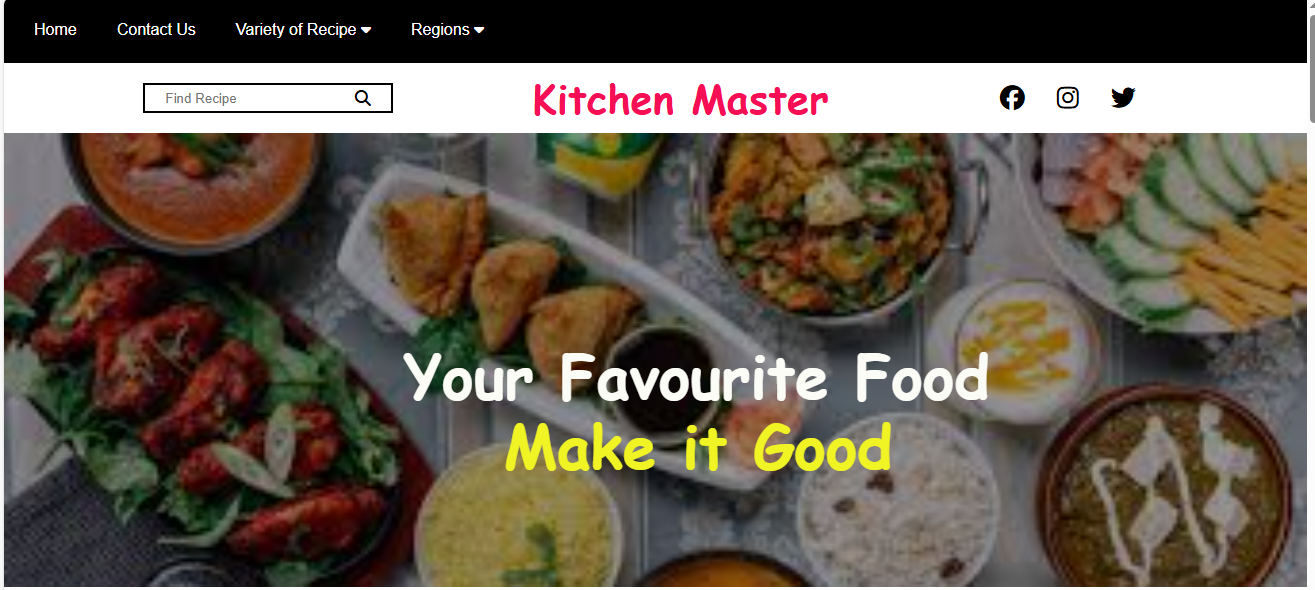 Home Contact Us Variety of Recipe Regions
Find Recipe Kitchen Master
Your Favourite Food
Make it Good